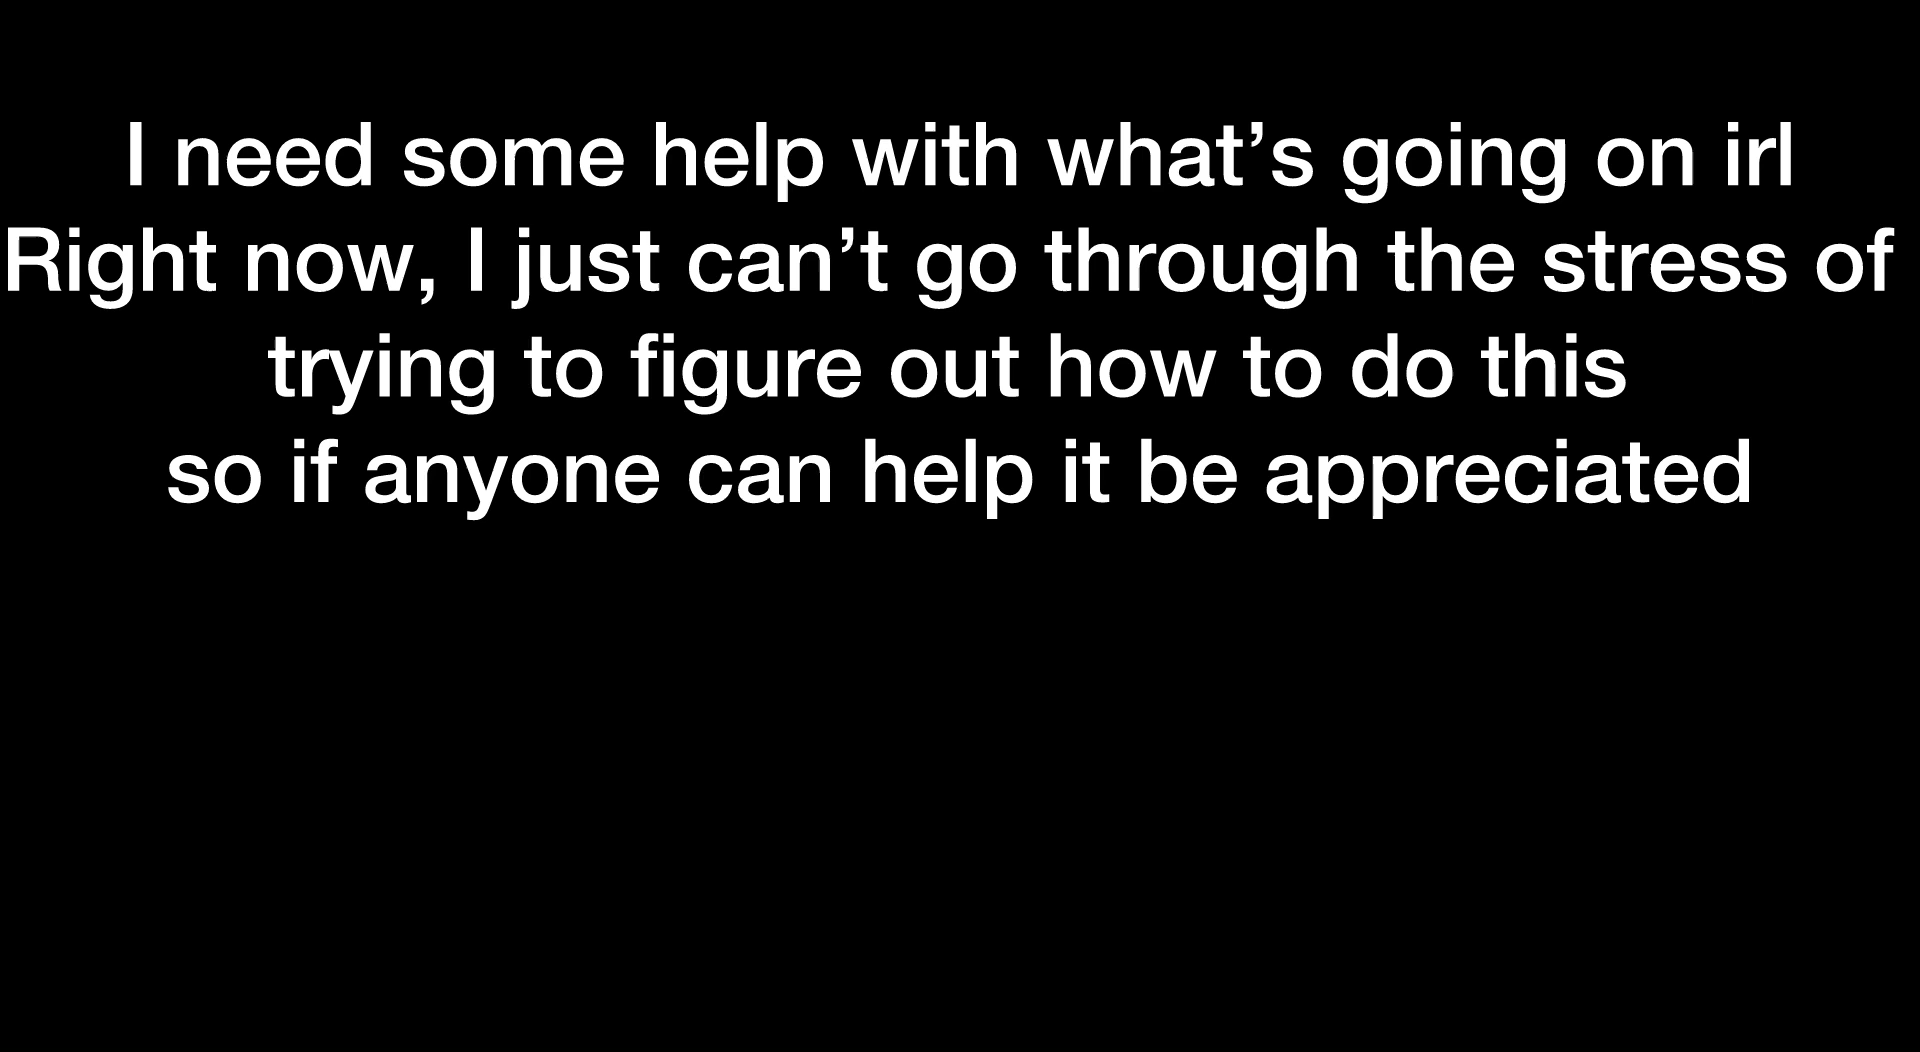 I need some help with what’s going on irl
Right now, I just can’t go through the stress of
trying to figure out how to do this
so if anyone can help it be appreciated